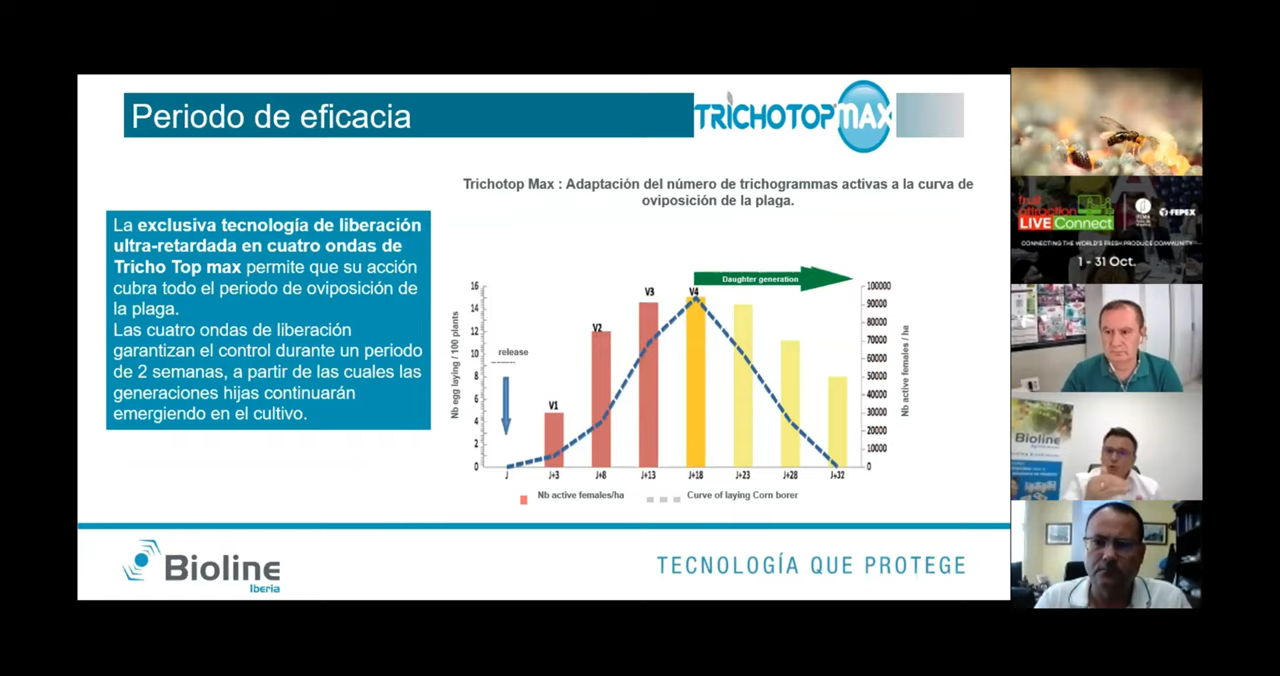 Periodo de eficacia
TRICHOTOP MAX
Trichotop Max : Adaptación del número de trichogrammas activas a la curva de
oviposición de la plaga.
La exclusiva tecnología de liberación
ultra-retardada en cuatro ondas de
Tricho Top max permite que su acción
cubra todo el periodo de oviposición de
la plaga.
Las cuatro ondas de liberación
garantizan el control durante un periodo
de 2 semanas, a partir de las cuales las
generaciones hijas continuarán
emergiendo en el cultivo.
Daughter generation
Nb egg laying / 100 plants
16
14
12
10
8
6
4
2
0
release
V1
V2
V3
V4
100000
90000
80000
70000
60000
50000
40000
30000
20000
10000
0
Nb active females / ha
J
J+3
J+8
J+13
J+18
J+23
J+28
J+32
Nb active females/ha
Curve of laying Corn borer
Bioline
Iberia
TECNOLOGÍA QUE PROTEGE
fruit
attraction
LIVE Connect
FEPEX
CONNECTING THE WORLD'S FRESH PRODUCE COMMUNITY
1 - 31 Oct.
Bioline